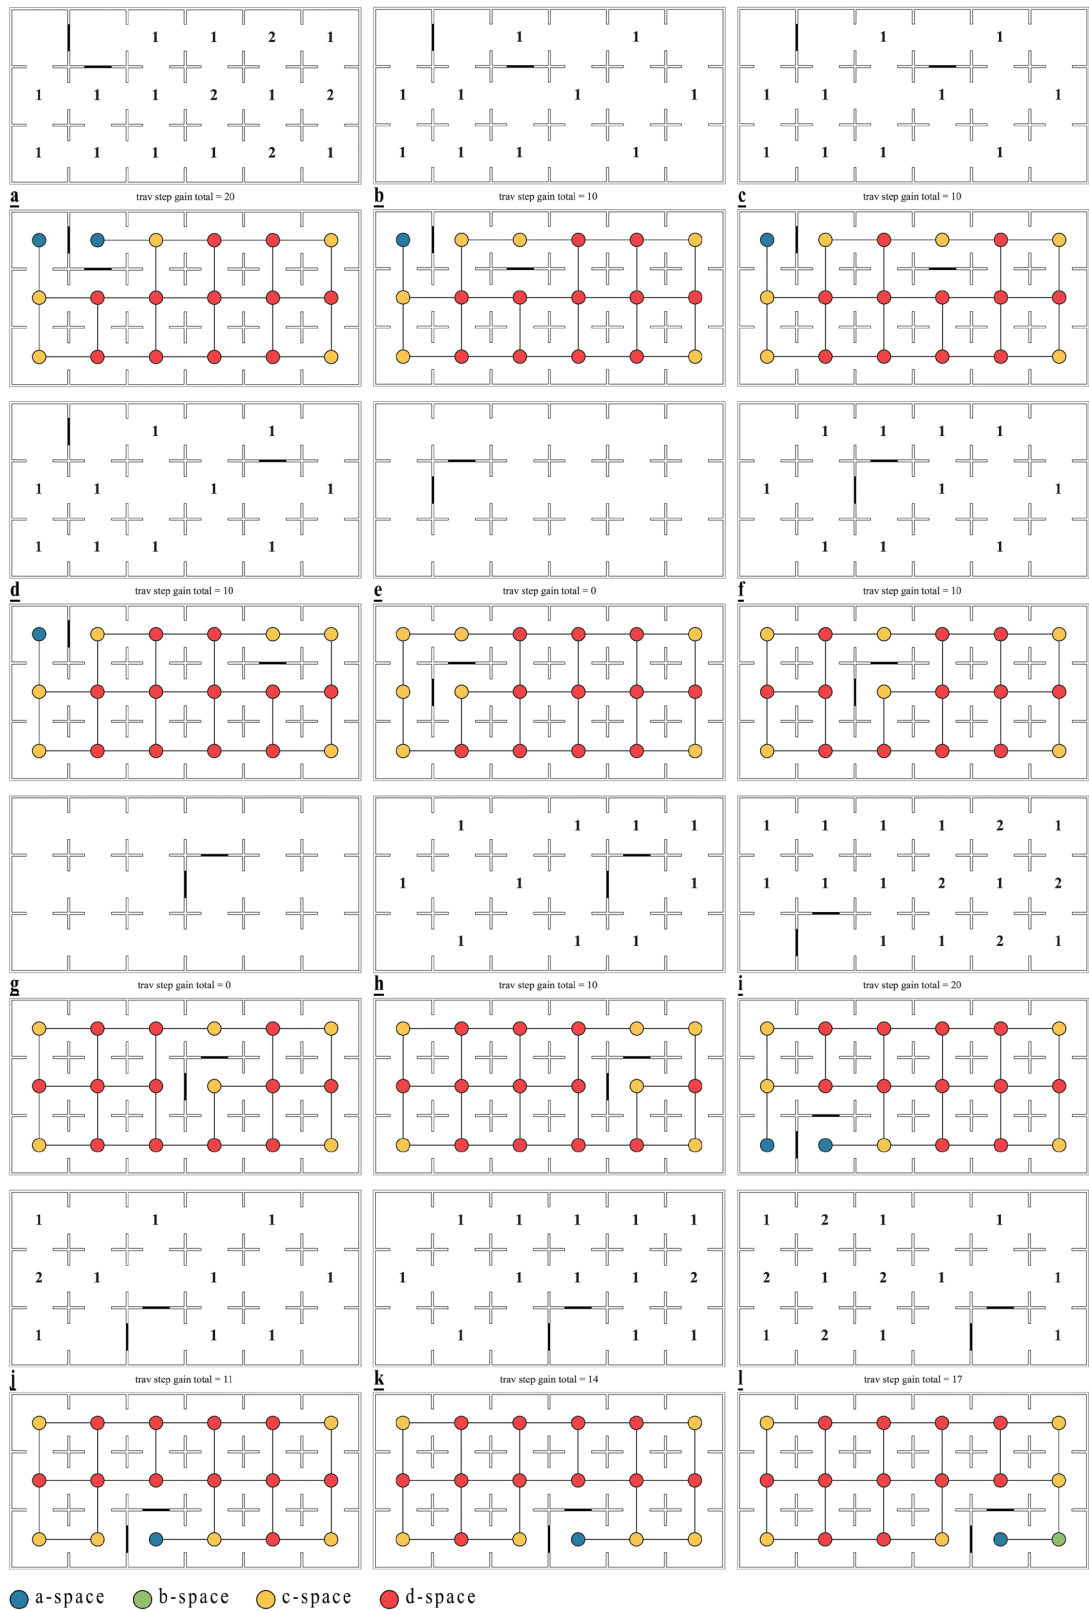 1 1 2 1 1 1 1 1
1 1 1 2 1 2 1 1 1 1 1 1 1 1
1 1 1 1 2 1 1 1 1 1 1 1 1 1
a trav step gain total = 20 b trav step gain total = 10 c trav step gain total = 10
1 1 1 1 1 1
1 1 1 1 1 1 1
1 1 1 1 1 1 1
d trav step gain total = 10 e trav step gain total = 0 f trav step gain total = 10
1 1 1 1 1 1 1 1 2 1
1 1 1 1 1 1 2 1 2
1 1 1 1 1 2 1
g trav step gain total = 0 h trav step gain total = 10 i trav step gain total = 20
1 1 1 1 1 1 1 1 1 2 1 1
2 1 1 1 1 1 1 1 2 2 1 2 1 1
1 1 1 1 1 1 1 2 1 1
j trav step gain total = 11 k trav step gain total = 14 l trav step gain total = 17
a-space b-space c-space d-space